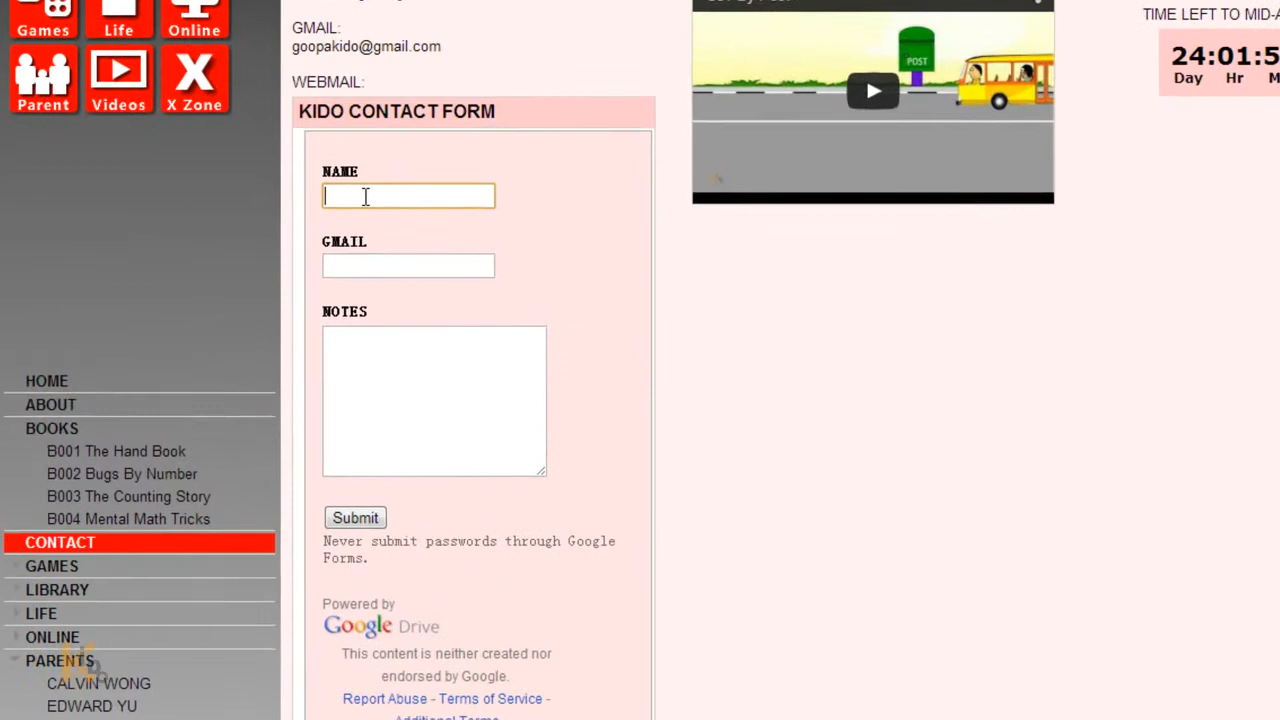 Games Life Online
Parent Videos X Zone
GMAIL:
goopakido@gmail.com
WEBMAIL:
KIDO CONTACT FORM
NAME
GMAIL
NOTES
Submit
Never submit passwords through Google
Forms.
Powered by
Google Drive
This content is neither created nor
endorsed by Google.
Report Abuse - Terms of Service -
Additional Terms
POST
TIME LEFT TO MID-A
24:01:5
Day Hr M
HOME
ABOUT
BOOKS
B001 The Hand Book
B002 Bugs By Number
B003 The Counting Story
B004 Mental Math Tricks
CONTACT
GAMES
LIBRARY
LIFE
ONLINE
PARENTS
CALVIN WONG
EDWARD YU